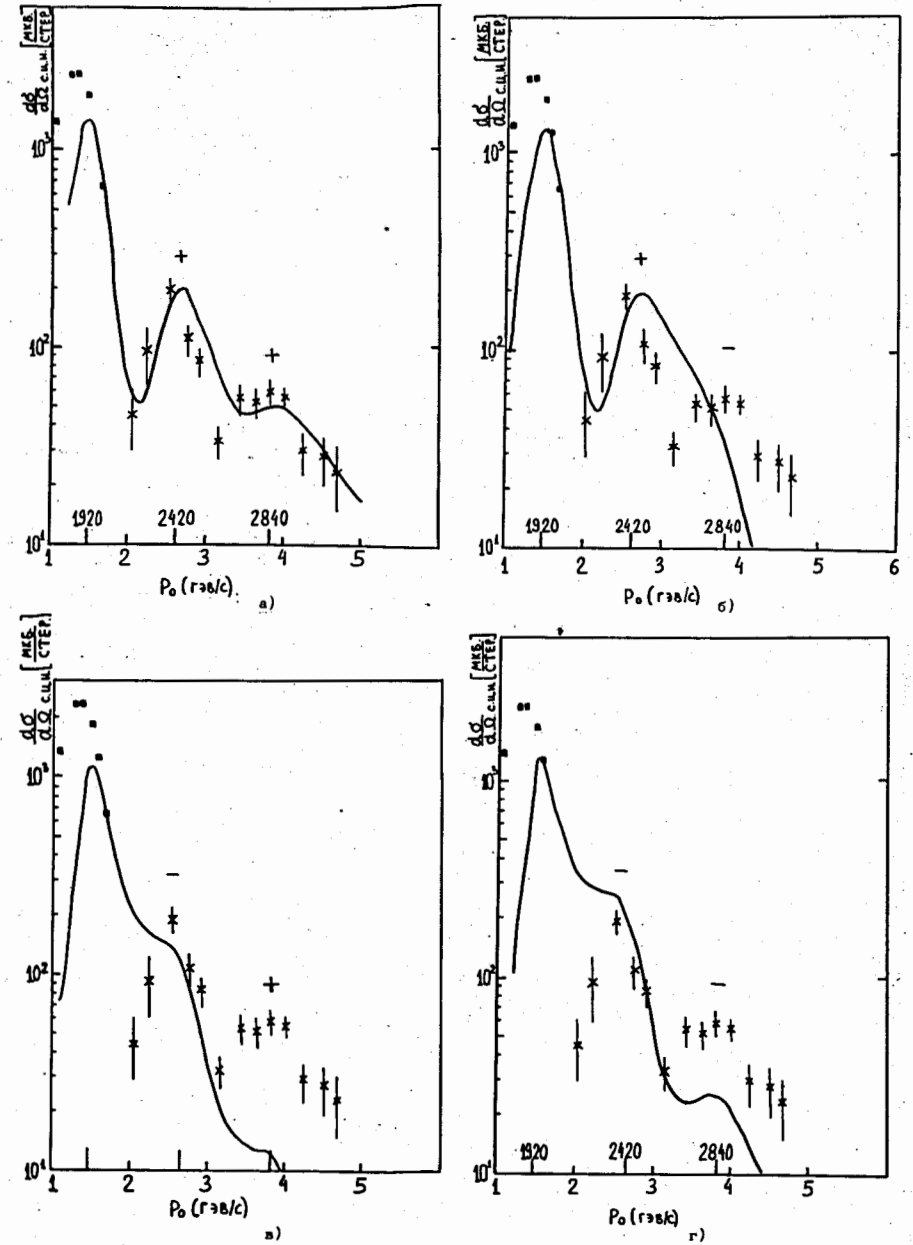 dσ/dΩ с.ц.и. [МКБ./СТЕР.]
10³
10²
10¹
1920 2420 2840
+ +
1 2 3 4 5
P₀ (гэв/с).
а)
dσ/dΩ с.ц.и. [МКБ./СТЕР.]
10³
10²
10¹
+ –
1920 2420 2840
1 2 3 4 5 6
P₀ (гэв/с)
б)
dσ/dΩ с.ц.и. [МКБ./СТЕР.]
10³
10²
10¹
– +
1 2 3 4 5
P₀ (гэв/с)
в)
dσ/dΩ с.ц.и. [МКБ./СТЕР.]
10³
10²
10¹
– –
1920 2420 2840
1 2 3 4 5
P₀ (гэв/с)
г)